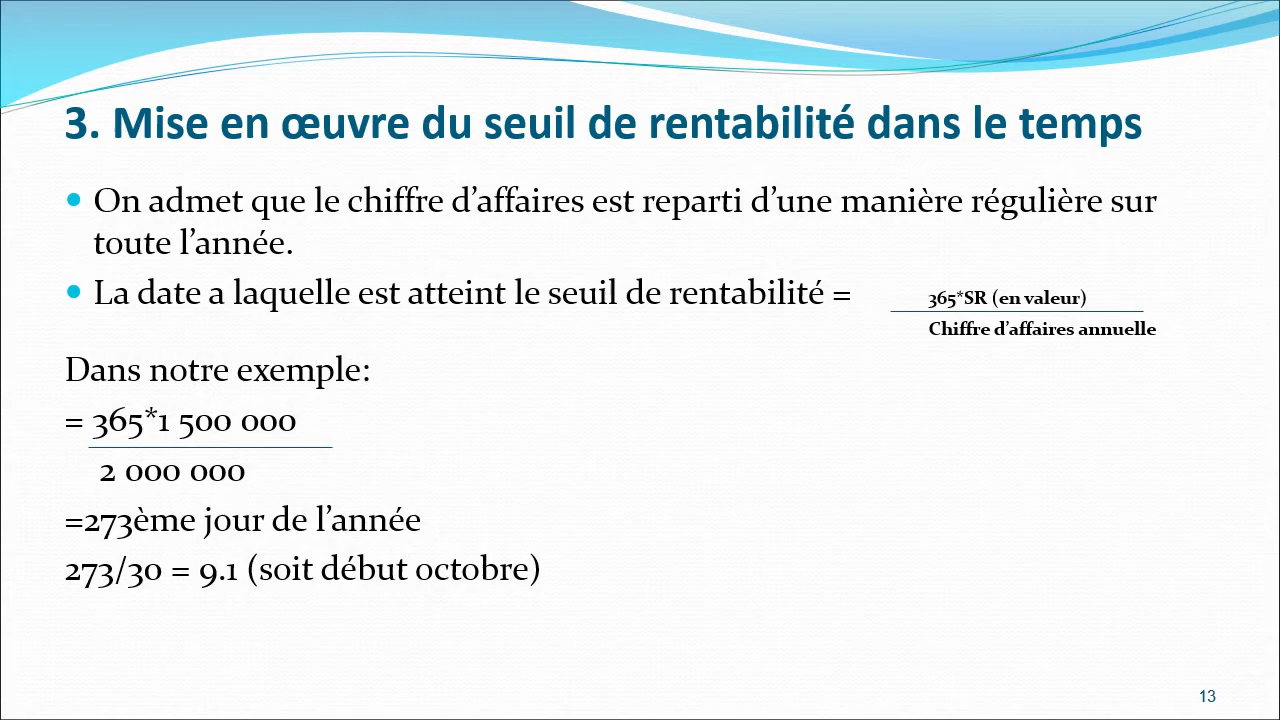 3. Mise en œuvre du seuil de rentabilité dans le temps
• On admet que le chiffre d’affaires est reparti d’une manière régulière sur
toute l’année.
• La date a laquelle est atteint le seuil de rentabilité =
365*SR (en valeur)
Chiffre d’affaires annuelle
Dans notre exemple:
= 365*1 500 000
2 000 000
=273ème jour de l’année
273/30 = 9.1 (soit début octobre)
13